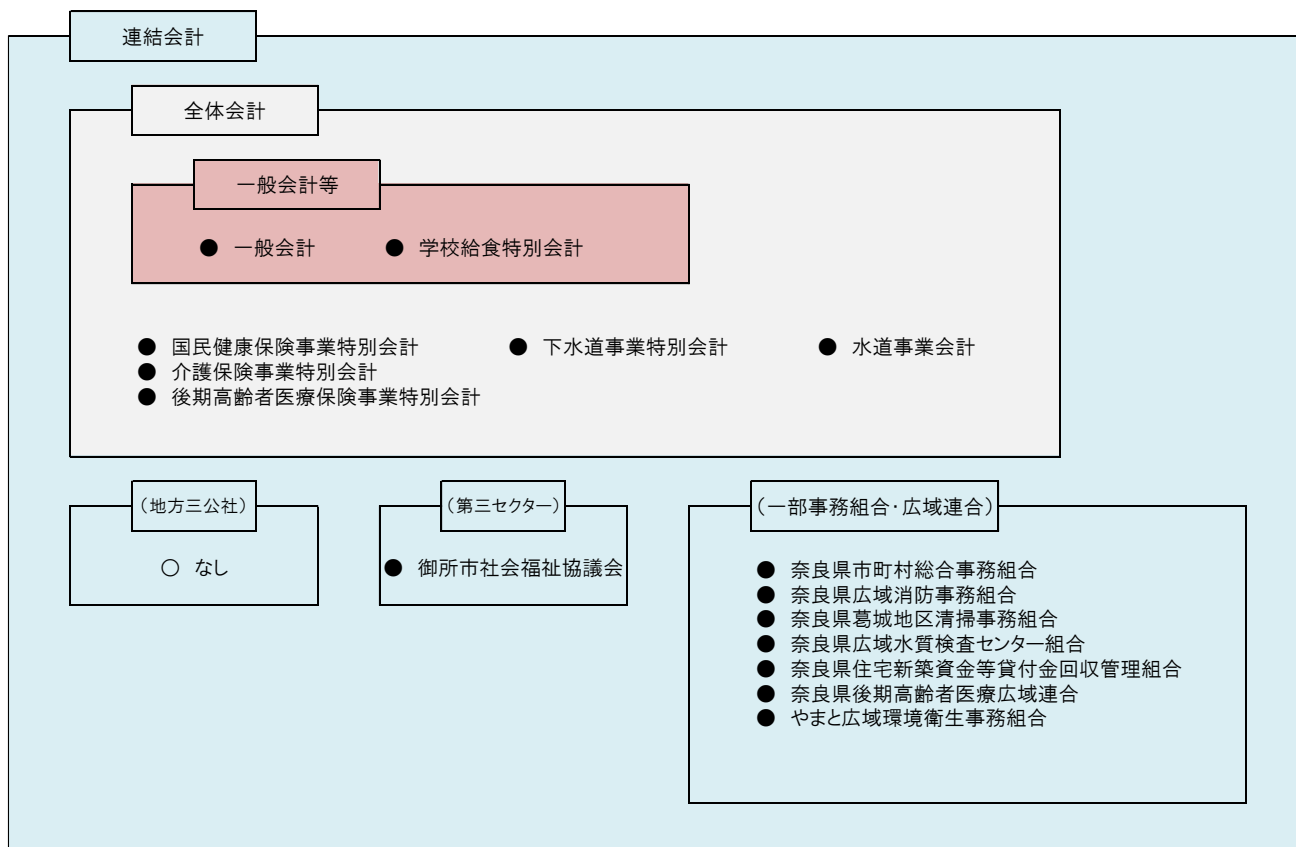 連結会計
全体会計
一般会計等
● 一般会計 ● 学校給食特別会計
● 国民健康保険事業特別会計 ● 下水道事業特別会計 ● 水道事業会計
● 介護保険事業特別会計
● 後期高齢者医療保険事業特別会計
（地方三公社） （第三セクター） （一部事務組合・広域連合）
○ なし ● 御所市社会福祉協議会
● 奈良県市町村総合事務組合
● 奈良県広域消防事務組合
● 奈良県葛城地区清掃事務組合
● 奈良県広域水質検査センター組合
● 奈良県住宅新築資金等貸付金回収管理組合
● 奈良県後期高齢者医療広域連合
● やまと広域環境衛生事務組合